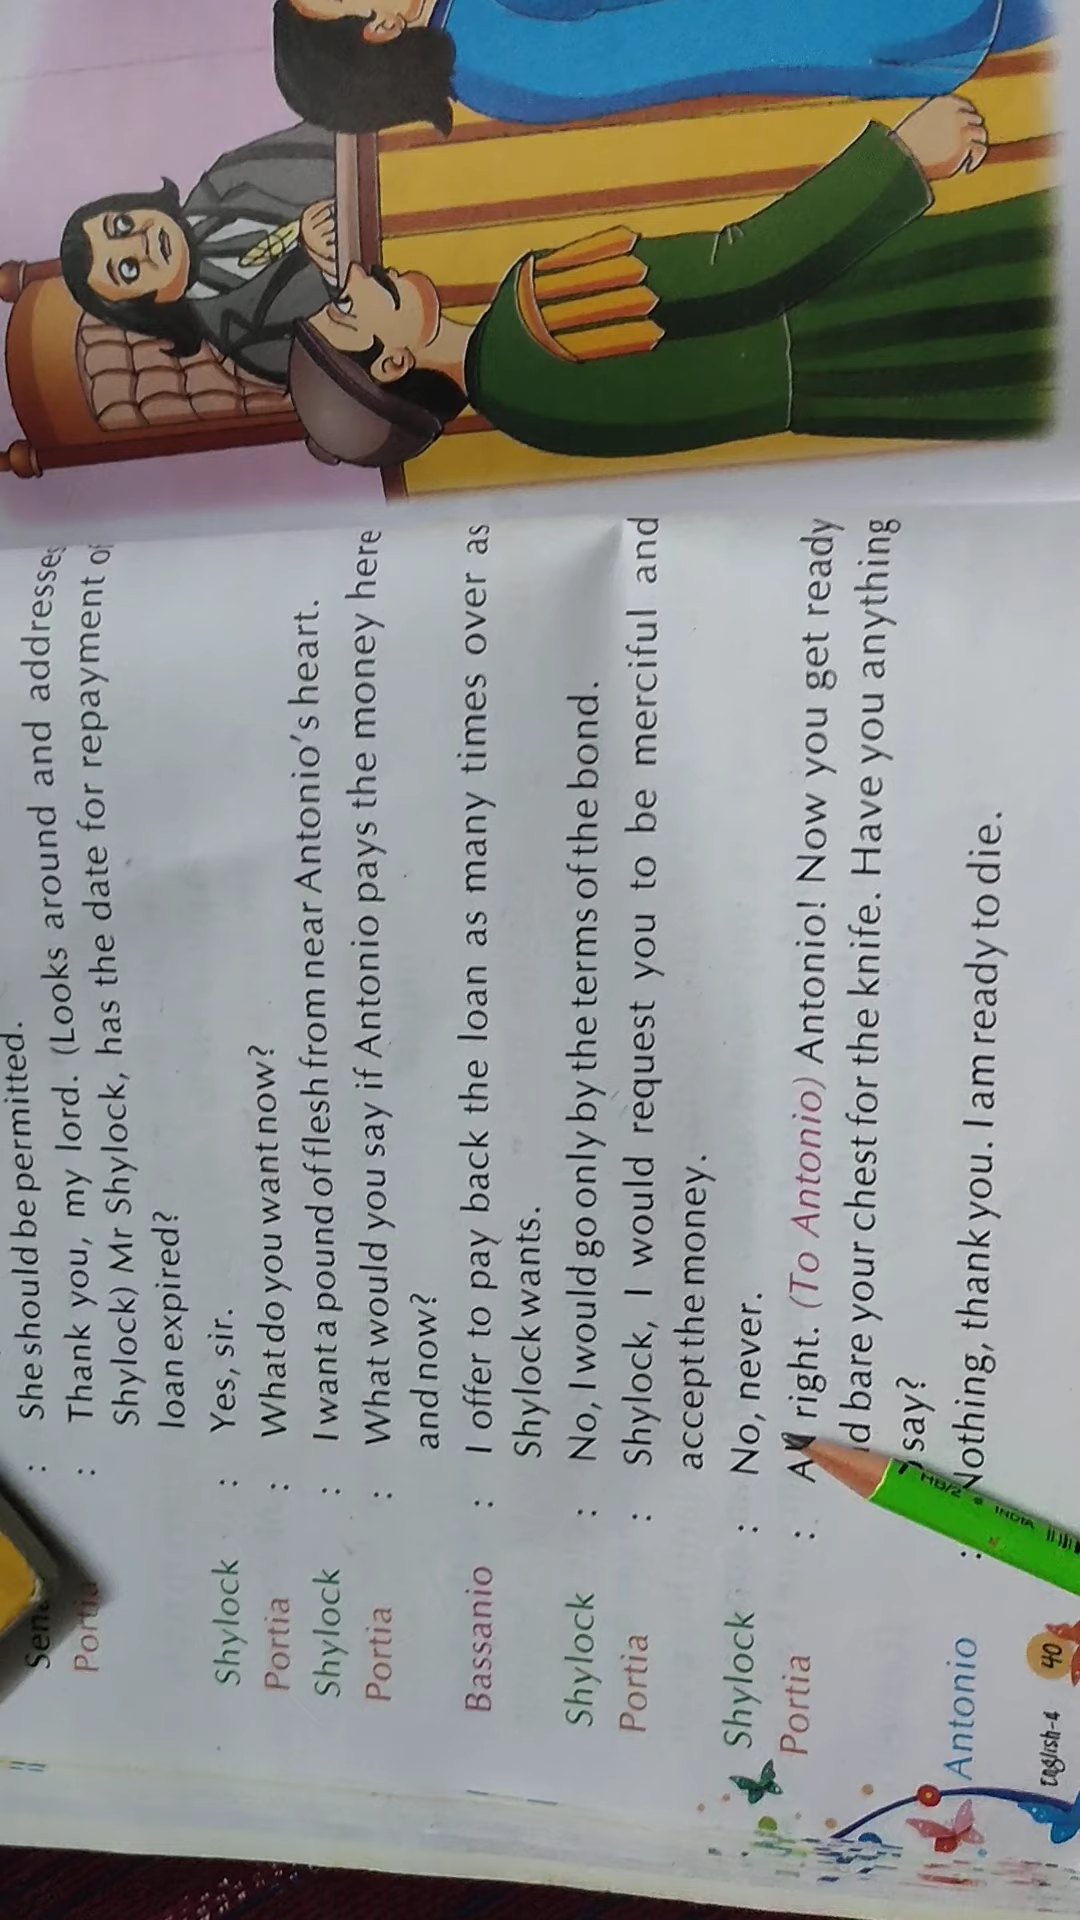 : She should be permitted.
Portia : Thank you, my lord. (Looks around and addresses
Shylock) Mr Shylock, has the date for repayment of
loan expired?
Shylock : Yes, sir.
Portia : What do you want now?
Shylock : I want a pound of flesh from near Antonio's heart.
Portia : What would you say if Antonio pays the money here
and now?
Bassanio : I offer to pay back the loan as many times over as
Shylock wants.
Shylock : No, I would go only by the terms of the bond.
Portia : Shylock, I would request you to be merciful and
accept the money.
Shylock : No, never.
Portia : All right. (To Antonio) Antonio! Now you get ready
bare your chest for the knife. Have you anything
say?
Antonio : Nothing, thank you. I am ready to die.
English-4 40
HB/2
INDIA